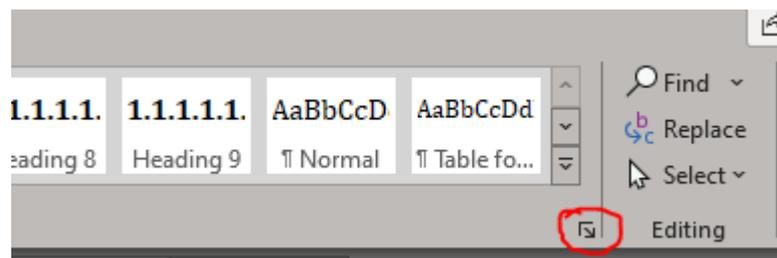 1.1.1.1. 1.1.1.1.1. AaBbCcD AaBbCcDd
eading 8 Heading 9 ¶ Normal ¶ Table fo...
Find
Replace
Select
Editing